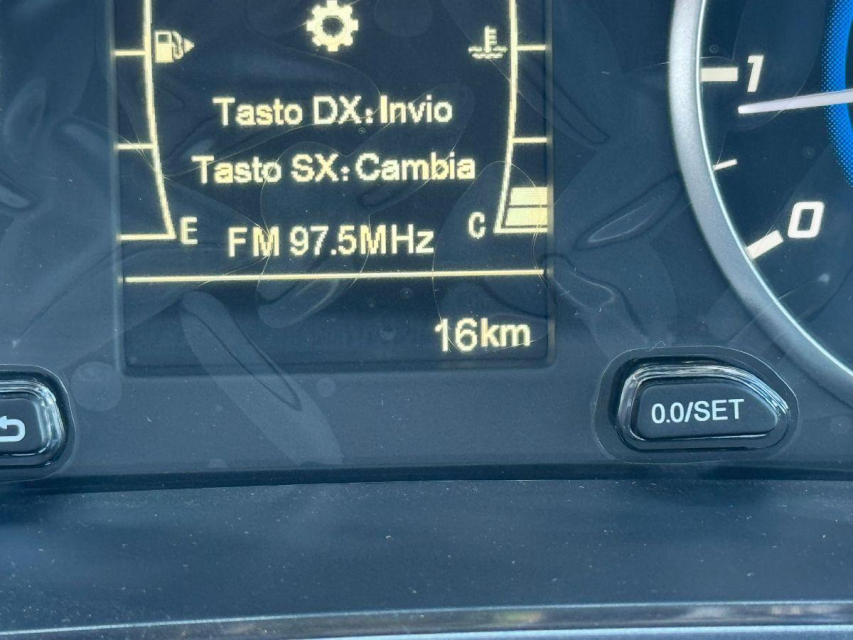 1
Tasto DX:Invio
Tasto SX:Cambia
E FM 97.5MHz C
0
16km
0.0/SET